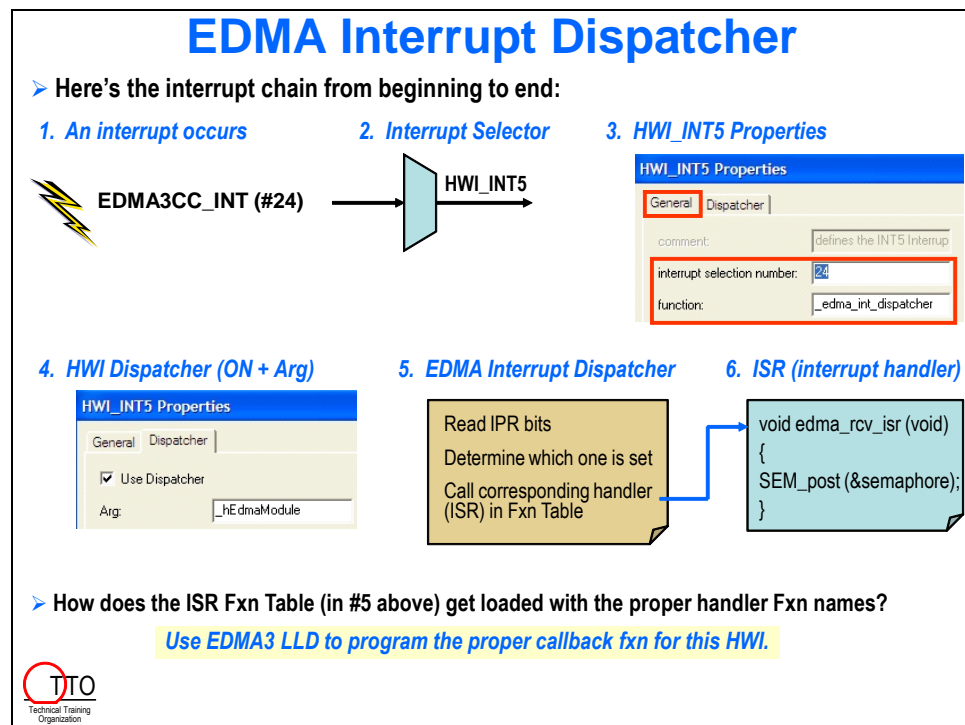 EDMA Interrupt Dispatcher
➢ Here's the interrupt chain from beginning to end:
1. An interrupt occurs
2. Interrupt Selector
3. HWI_INT5 Properties
EDMA3CC_INT (#24)
HWI_INT5
HWI_INT5 Properties
General
Dispatcher
comment:
defines the INT5 Interrup
interrupt selection number:
24
function:
_edma_int_dispatcher
4. HWI Dispatcher (ON + Arg)
5. EDMA Interrupt Dispatcher
6. ISR (interrupt handler)
HWI_INT5 Properties
General
Dispatcher
Use Dispatcher
Arg:
_hEdmaModule
Read IPR bits
Determine which one is set
Call corresponding handler
(ISR) in Fxn Table
void edma_rcv_isr (void)
{
SEM_post (&semaphore);
}
➢ How does the ISR Fxn Table (in #5 above) get loaded with the proper handler Fxn names?
Use EDMA3 LLD to program the proper callback fxn for this HWI.
TTO
Technical Training
Organization